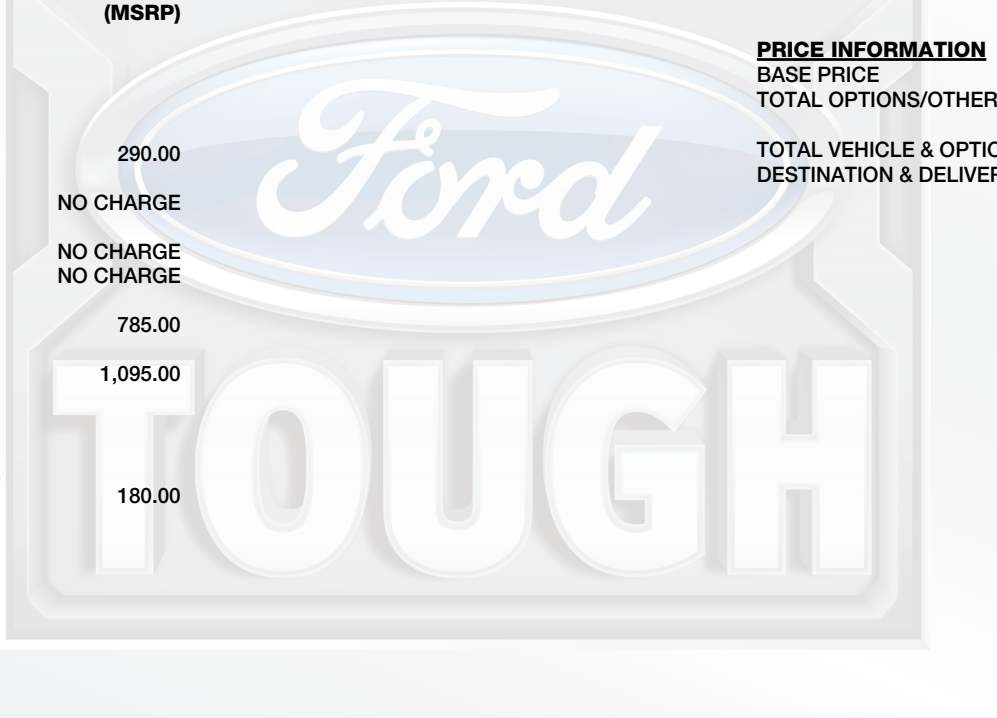 (MSRP)
290.00
NO CHARGE
NO CHARGE
NO CHARGE
785.00
1,095.00
180.00
PRICE INFORMATION
BASE PRICE
TOTAL OPTIONS/OTHER
TOTAL VEHICLE & OPTIO
DESTINATION & DELIVER
Ford
TOUGH